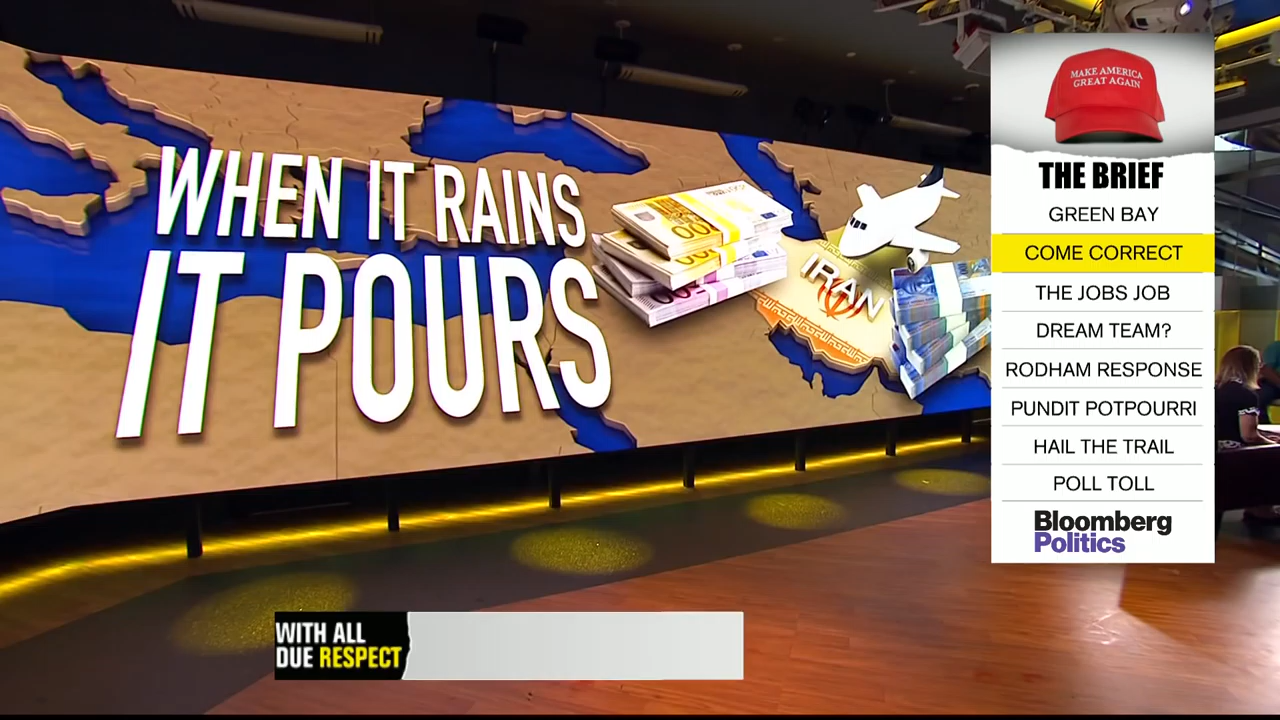 WHEN IT RAINS
IT POURS
IRAN
MAKE AMERICA
GREAT AGAIN
THE BRIEF
GREEN BAY
COME CORRECT
THE JOBS JOB
DREAM TEAM?
RODHAM RESPONSE
PUNDIT POTPOURRI
HAIL THE TRAIL
POLL TOLL
Bloomberg
Politics
WITH ALL
DUE RESPECT